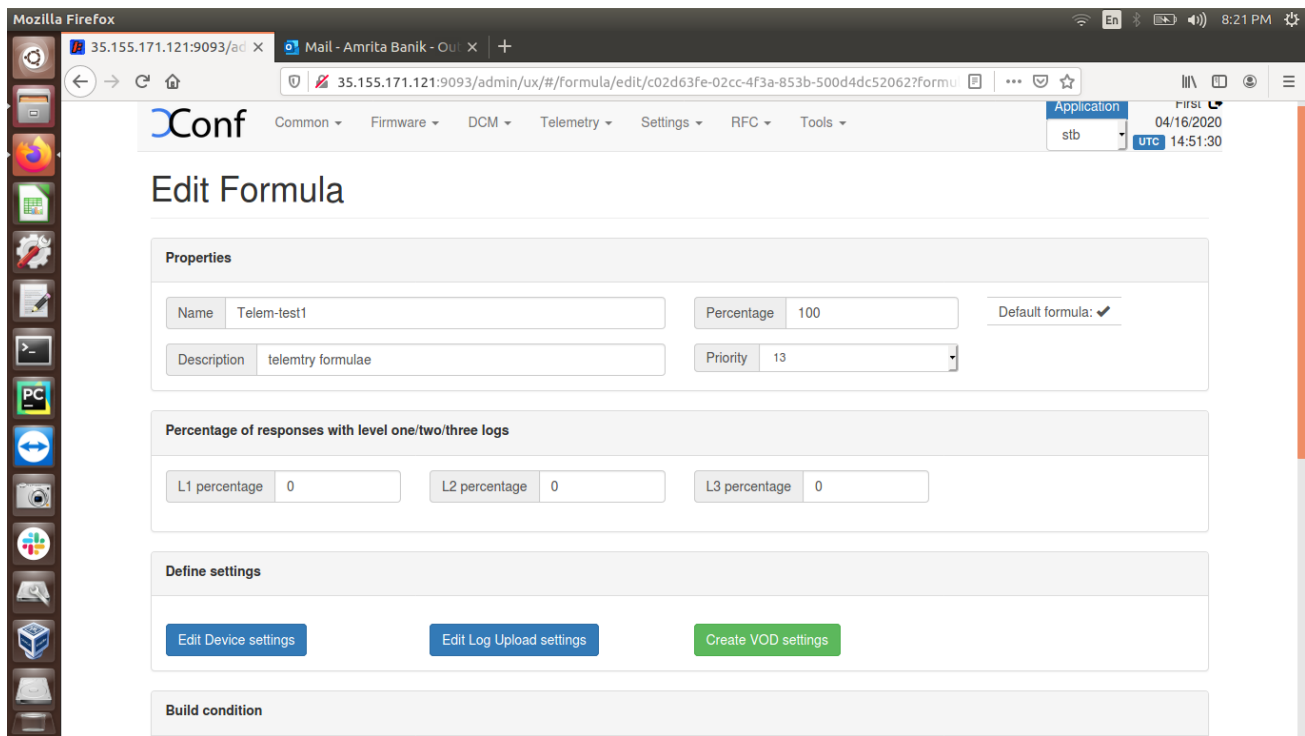 Mozilla Firefox
En
8:21 PM
35.155.171.121:9093/ad
Mail - Amrita Banik - Out
35.155.171.121:9093/admin/ux/#/formula/edit/c02d63fe-02cc-4f3a-853b-500d4dc52062?formu
XConf
Common
Firmware
DCM
Telemetry
Settings
RFC
Tools
Application
stb
First
04/16/2020
UTC 14:51:30
Edit Formula
Properties
Name Telem-test1
Percentage 100
Default formula:
Description telemtry formulae
Priority 13
Percentage of responses with level one/two/three logs
L1 percentage 0
L2 percentage 0
L3 percentage 0
Define settings
Edit Device settings
Edit Log Upload settings
Create VOD settings
Build condition
PC